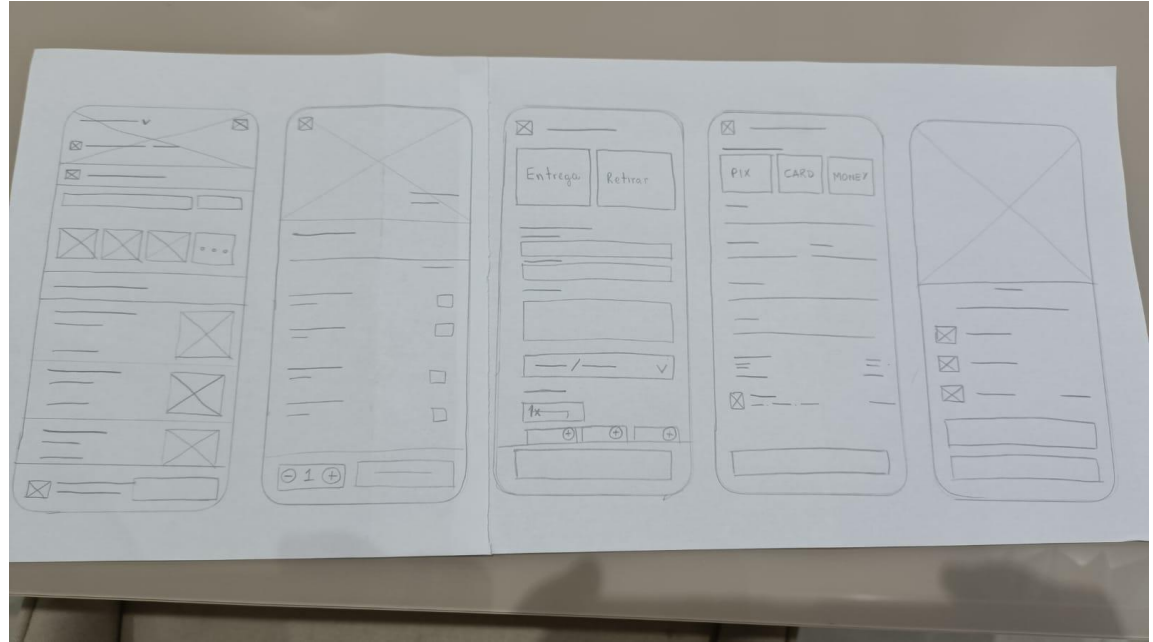 Entrega
Retirar
1x
- 1 +
+ + +
PIX
CARD
MONEY